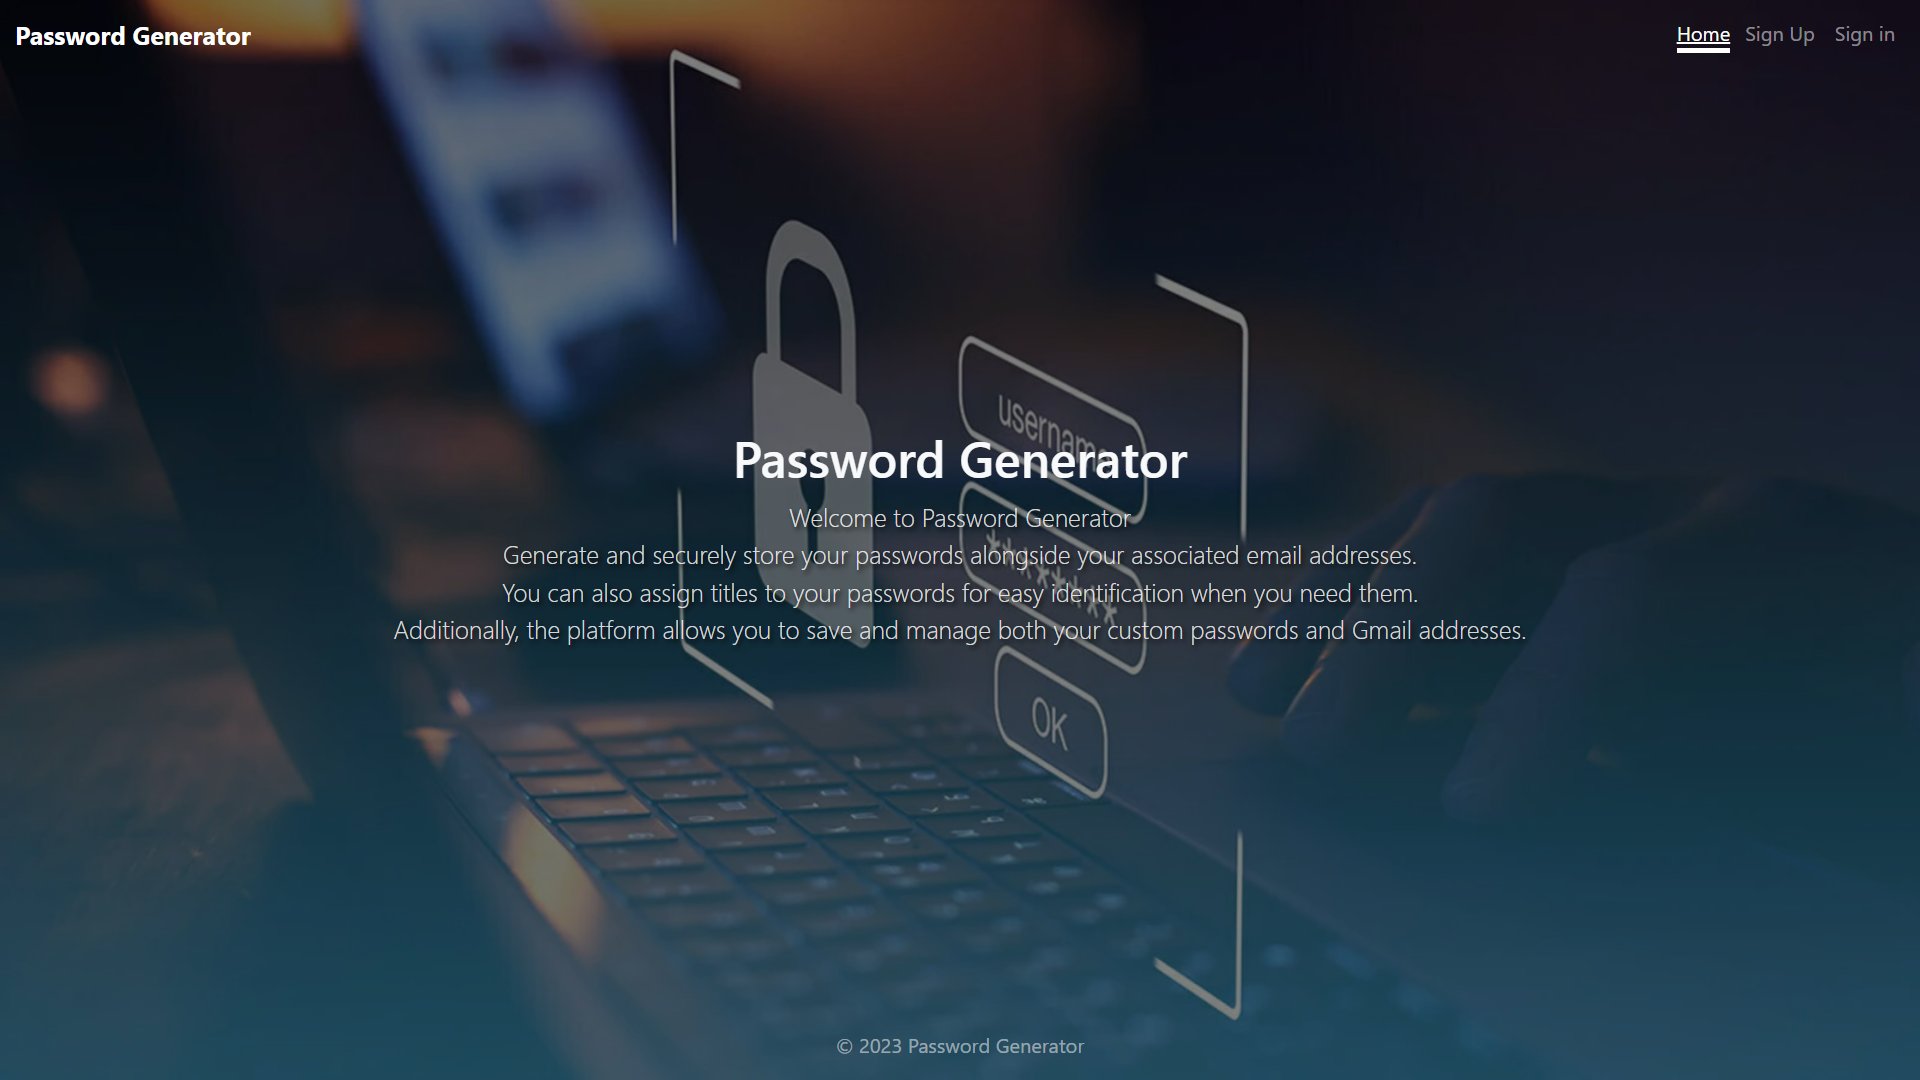 Password Generator
Home Sign Up Sign in
username
Password Generator
Welcome to Password Generator
Generate and securely store your passwords alongside your associated email addresses.
You can also assign titles to your passwords for easy identification when you need them.
Additionally, the platform allows you to save and manage both your custom passwords and Gmail addresses.
OK
© 2023 Password Generator